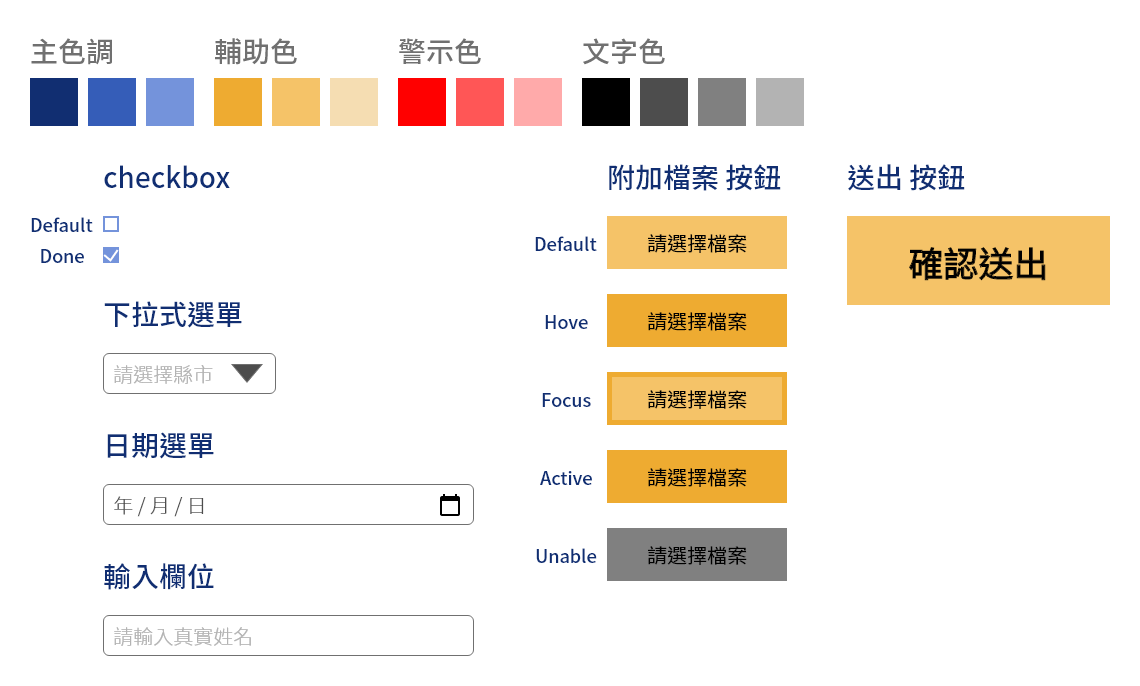 主色調
輔助色
警示色
文字色
checkbox
Default
Done
下拉式選單
請選擇縣市
日期選單
年 / 月 / 日
輸入欄位
請輸入真實姓名
附加檔案 按鈕
Default
請選擇檔案
Hove
請選擇檔案
Focus
請選擇檔案
Active
請選擇檔案
Unable
請選擇檔案
送出 按鈕
確認送出